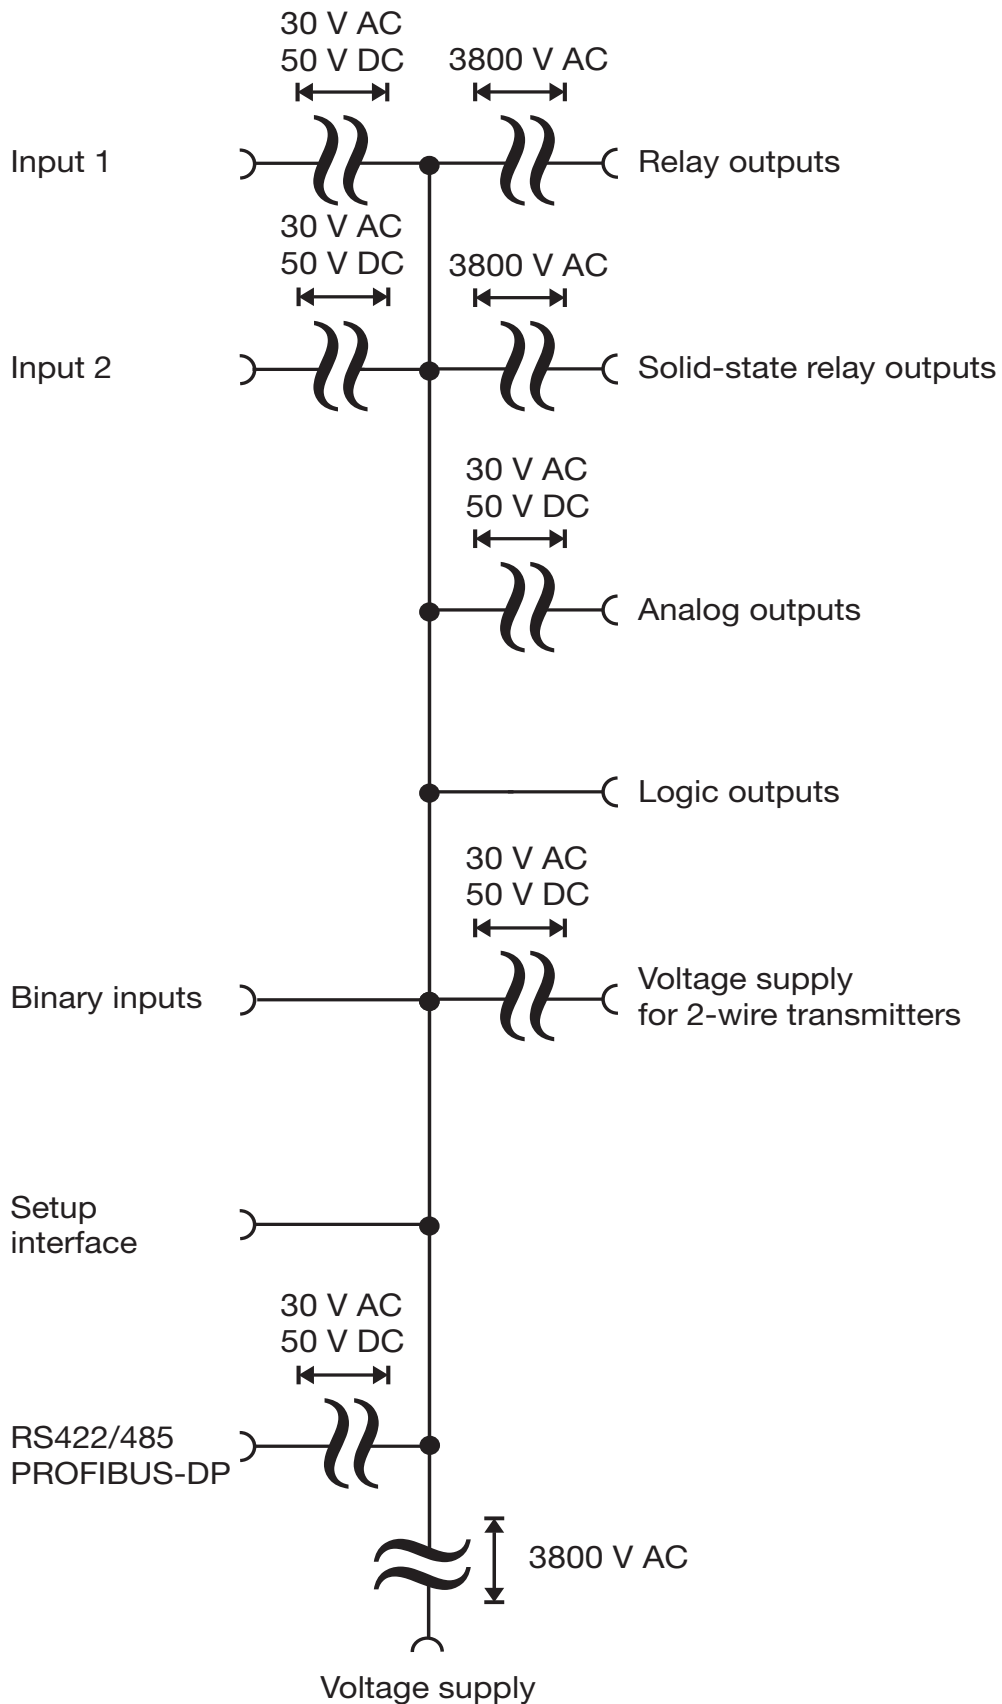 30 V AC
50 V DC
3800 V AC
Input 1
Relay outputs
30 V AC
50 V DC
3800 V AC
Input 2
Solid-state relay outputs
30 V AC
50 V DC
Analog outputs
Logic outputs
30 V AC
50 V DC
Binary inputs
Voltage supply
for 2-wire transmitters
Setup
interface
30 V AC
50 V DC
RS422/485
PROFIBUS-DP
3800 V AC
Voltage supply